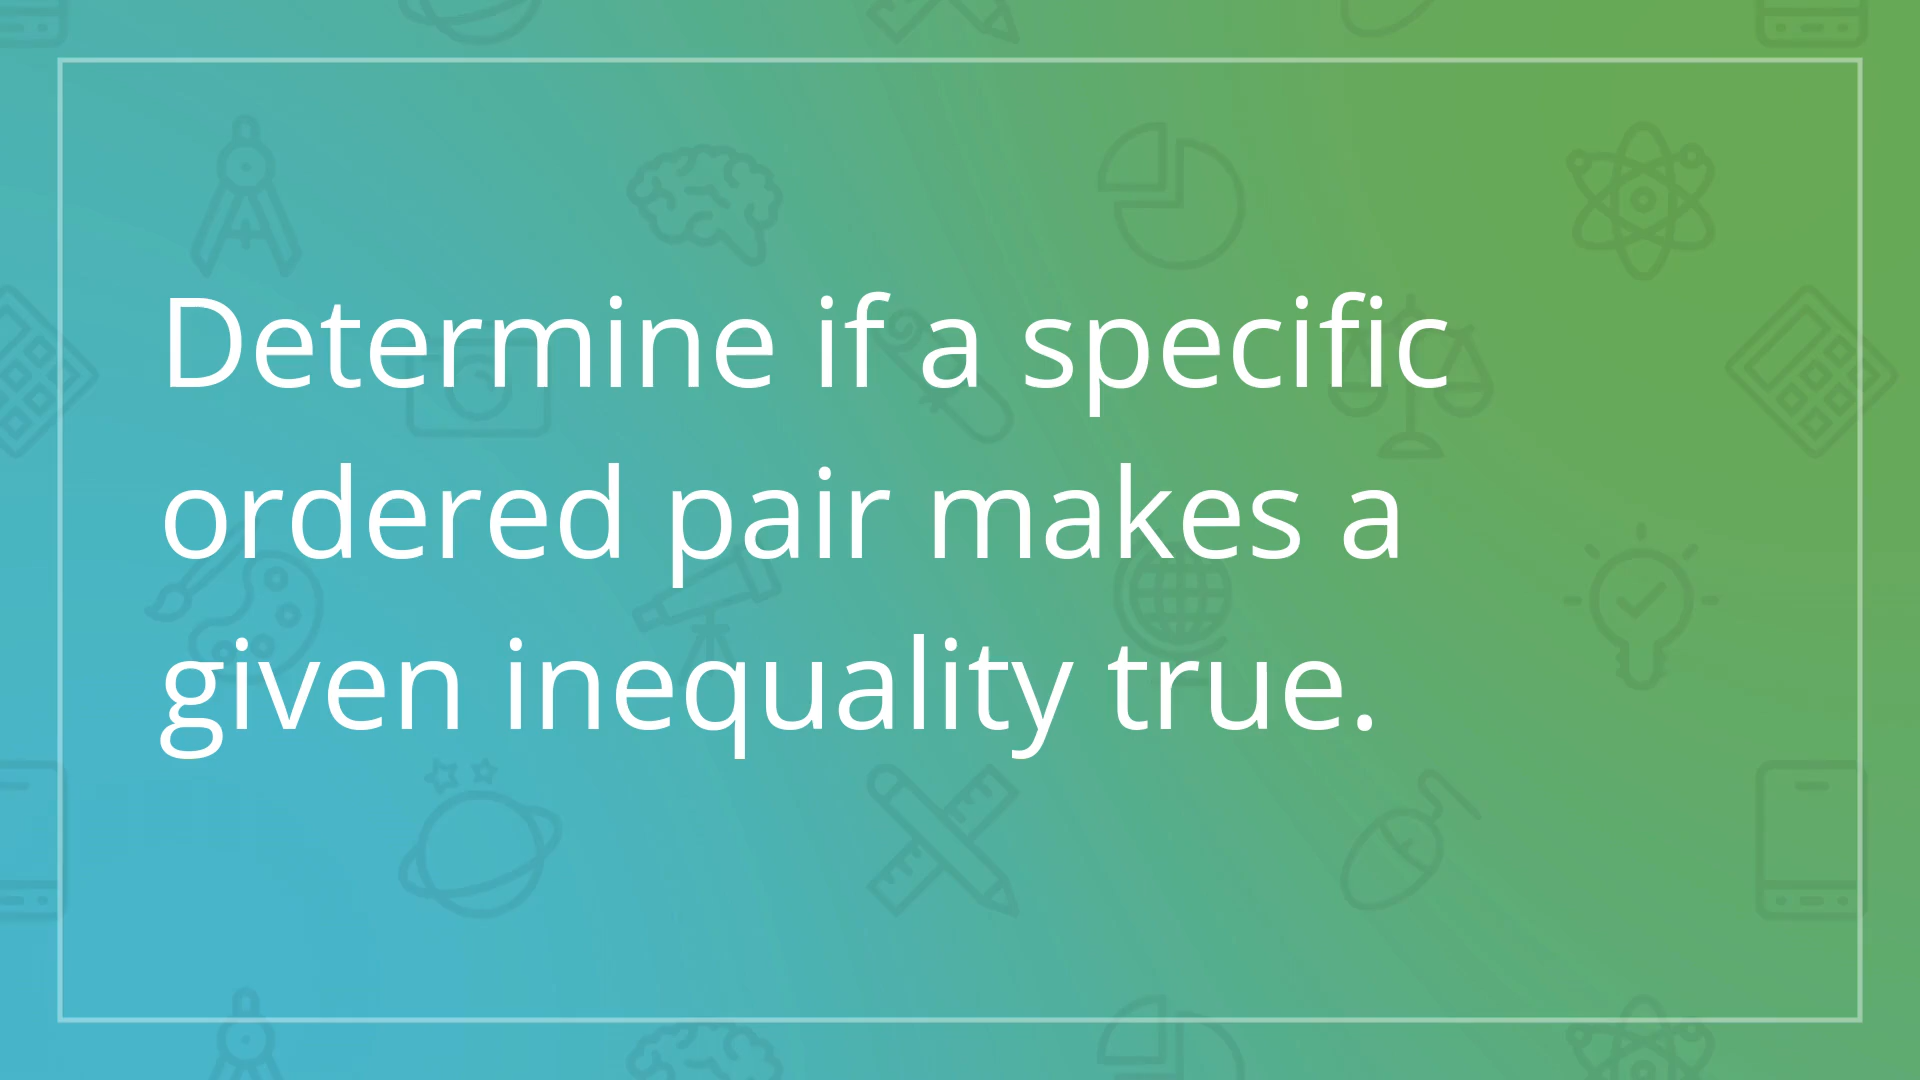 Determine if a specific
ordered pair makes a
given inequality true.